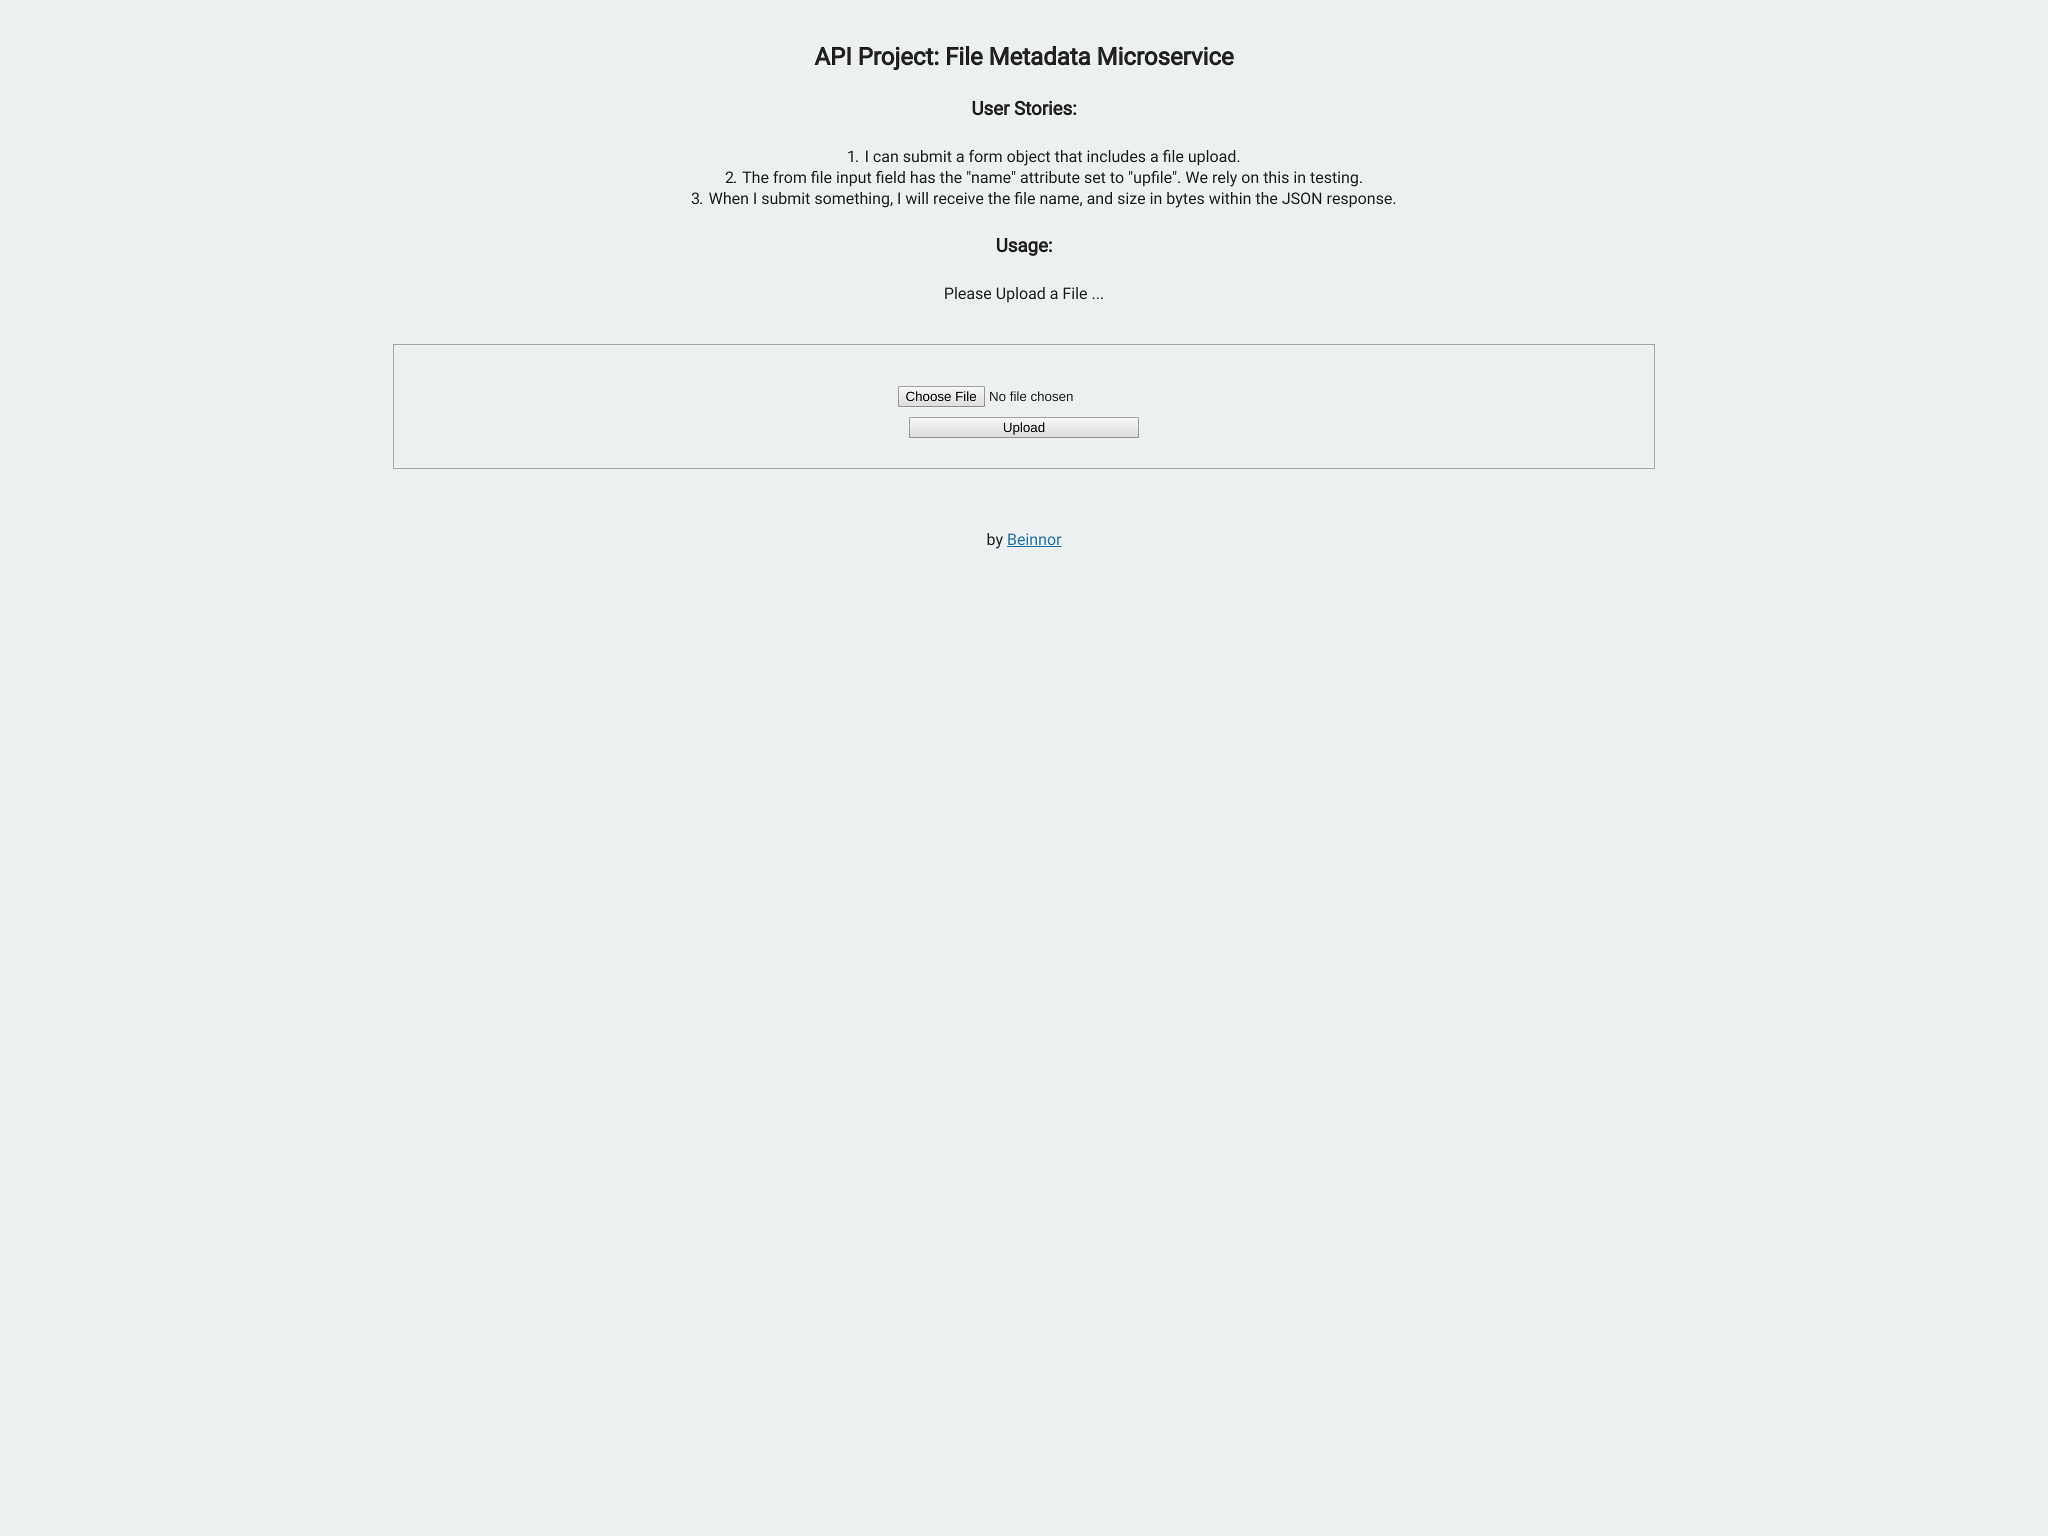 API Project: File Metadata Microservice
User Stories:
1. I can submit a form object that includes a file upload.
2. The from file input field has the "name" attribute set to "upfile". We rely on this in testing.
3. When I submit something, I will receive the file name, and size in bytes within the JSON response.
Usage:
Please Upload a File ...
Choose File No file chosen
Upload
by Beinnor